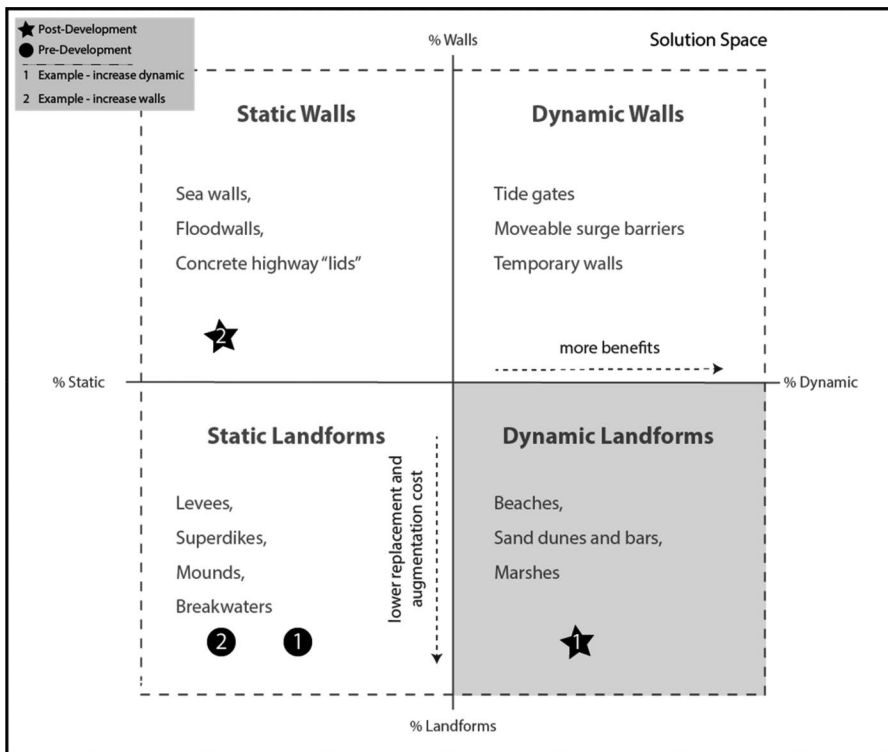 Post-Development
Pre-Development
1 Example - increase dynamic
2 Example - increase walls
% Walls
Solution Space
Static Walls
Sea walls,
Floodwalls,
Concrete highway “lids”
2
Dynamic Walls
Tide gates
Moveable surge barriers
Temporary walls
more benefits
% Static
% Dynamic
Static Landforms
Levees,
Superdikes,
Mounds,
Breakwaters
2 1
lower replacement and
augmentation cost
Dynamic Landforms
Beaches,
Sand dunes and bars,
Marshes
1
% Landforms